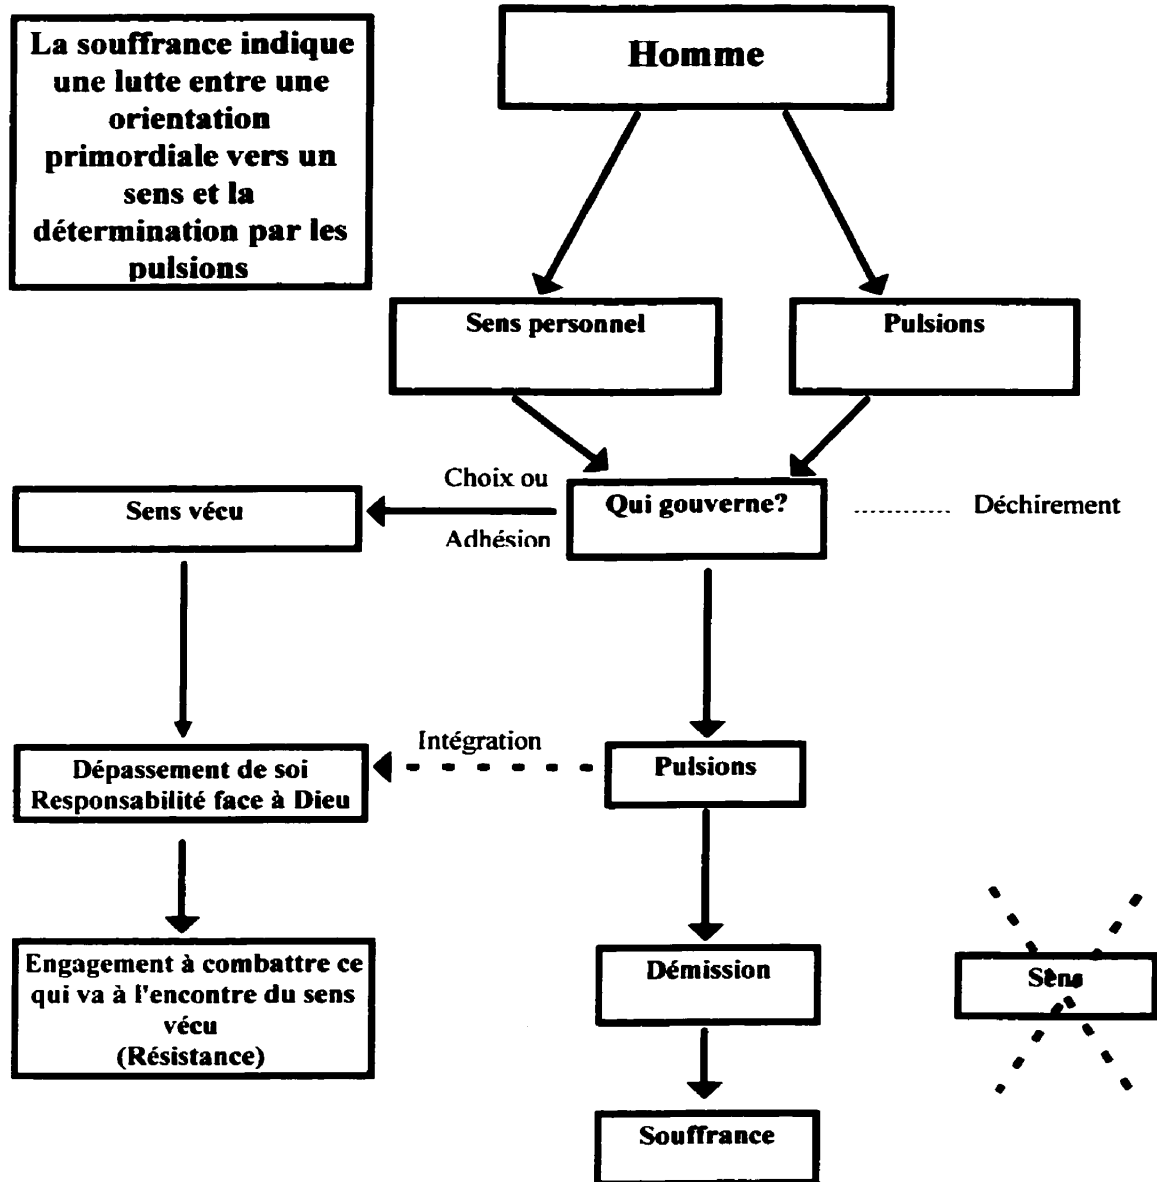 La souffrance indique
une lutte entre une
orientation
primordiale vers un
sens et la
détermination par les
pulsions
Homme
Sens personnel
Pulsions
Choix ou
Adhésion
Sens vécu
Qui gouverne?
Déchirement
Intégration
Dépassement de soi
Responsabilité face à Dieu
Pulsions
Engagement à combattre ce
qui va à l'encontre du sens
vécu
(Résistance)
Démission
Sens
Souffrance